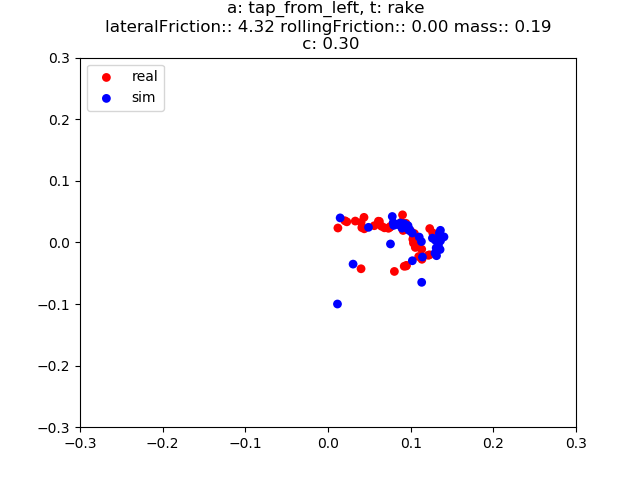 a: tap_from_left, t: rake
lateralFriction:: 4.32 rollingFriction:: 0.00 mass:: 0.19
c: 0.30
real
sim
0.3
0.2
0.1
0.0
−0.1
−0.2
−0.3
−0.3 −0.2 −0.1 0.0 0.1 0.2 0.3